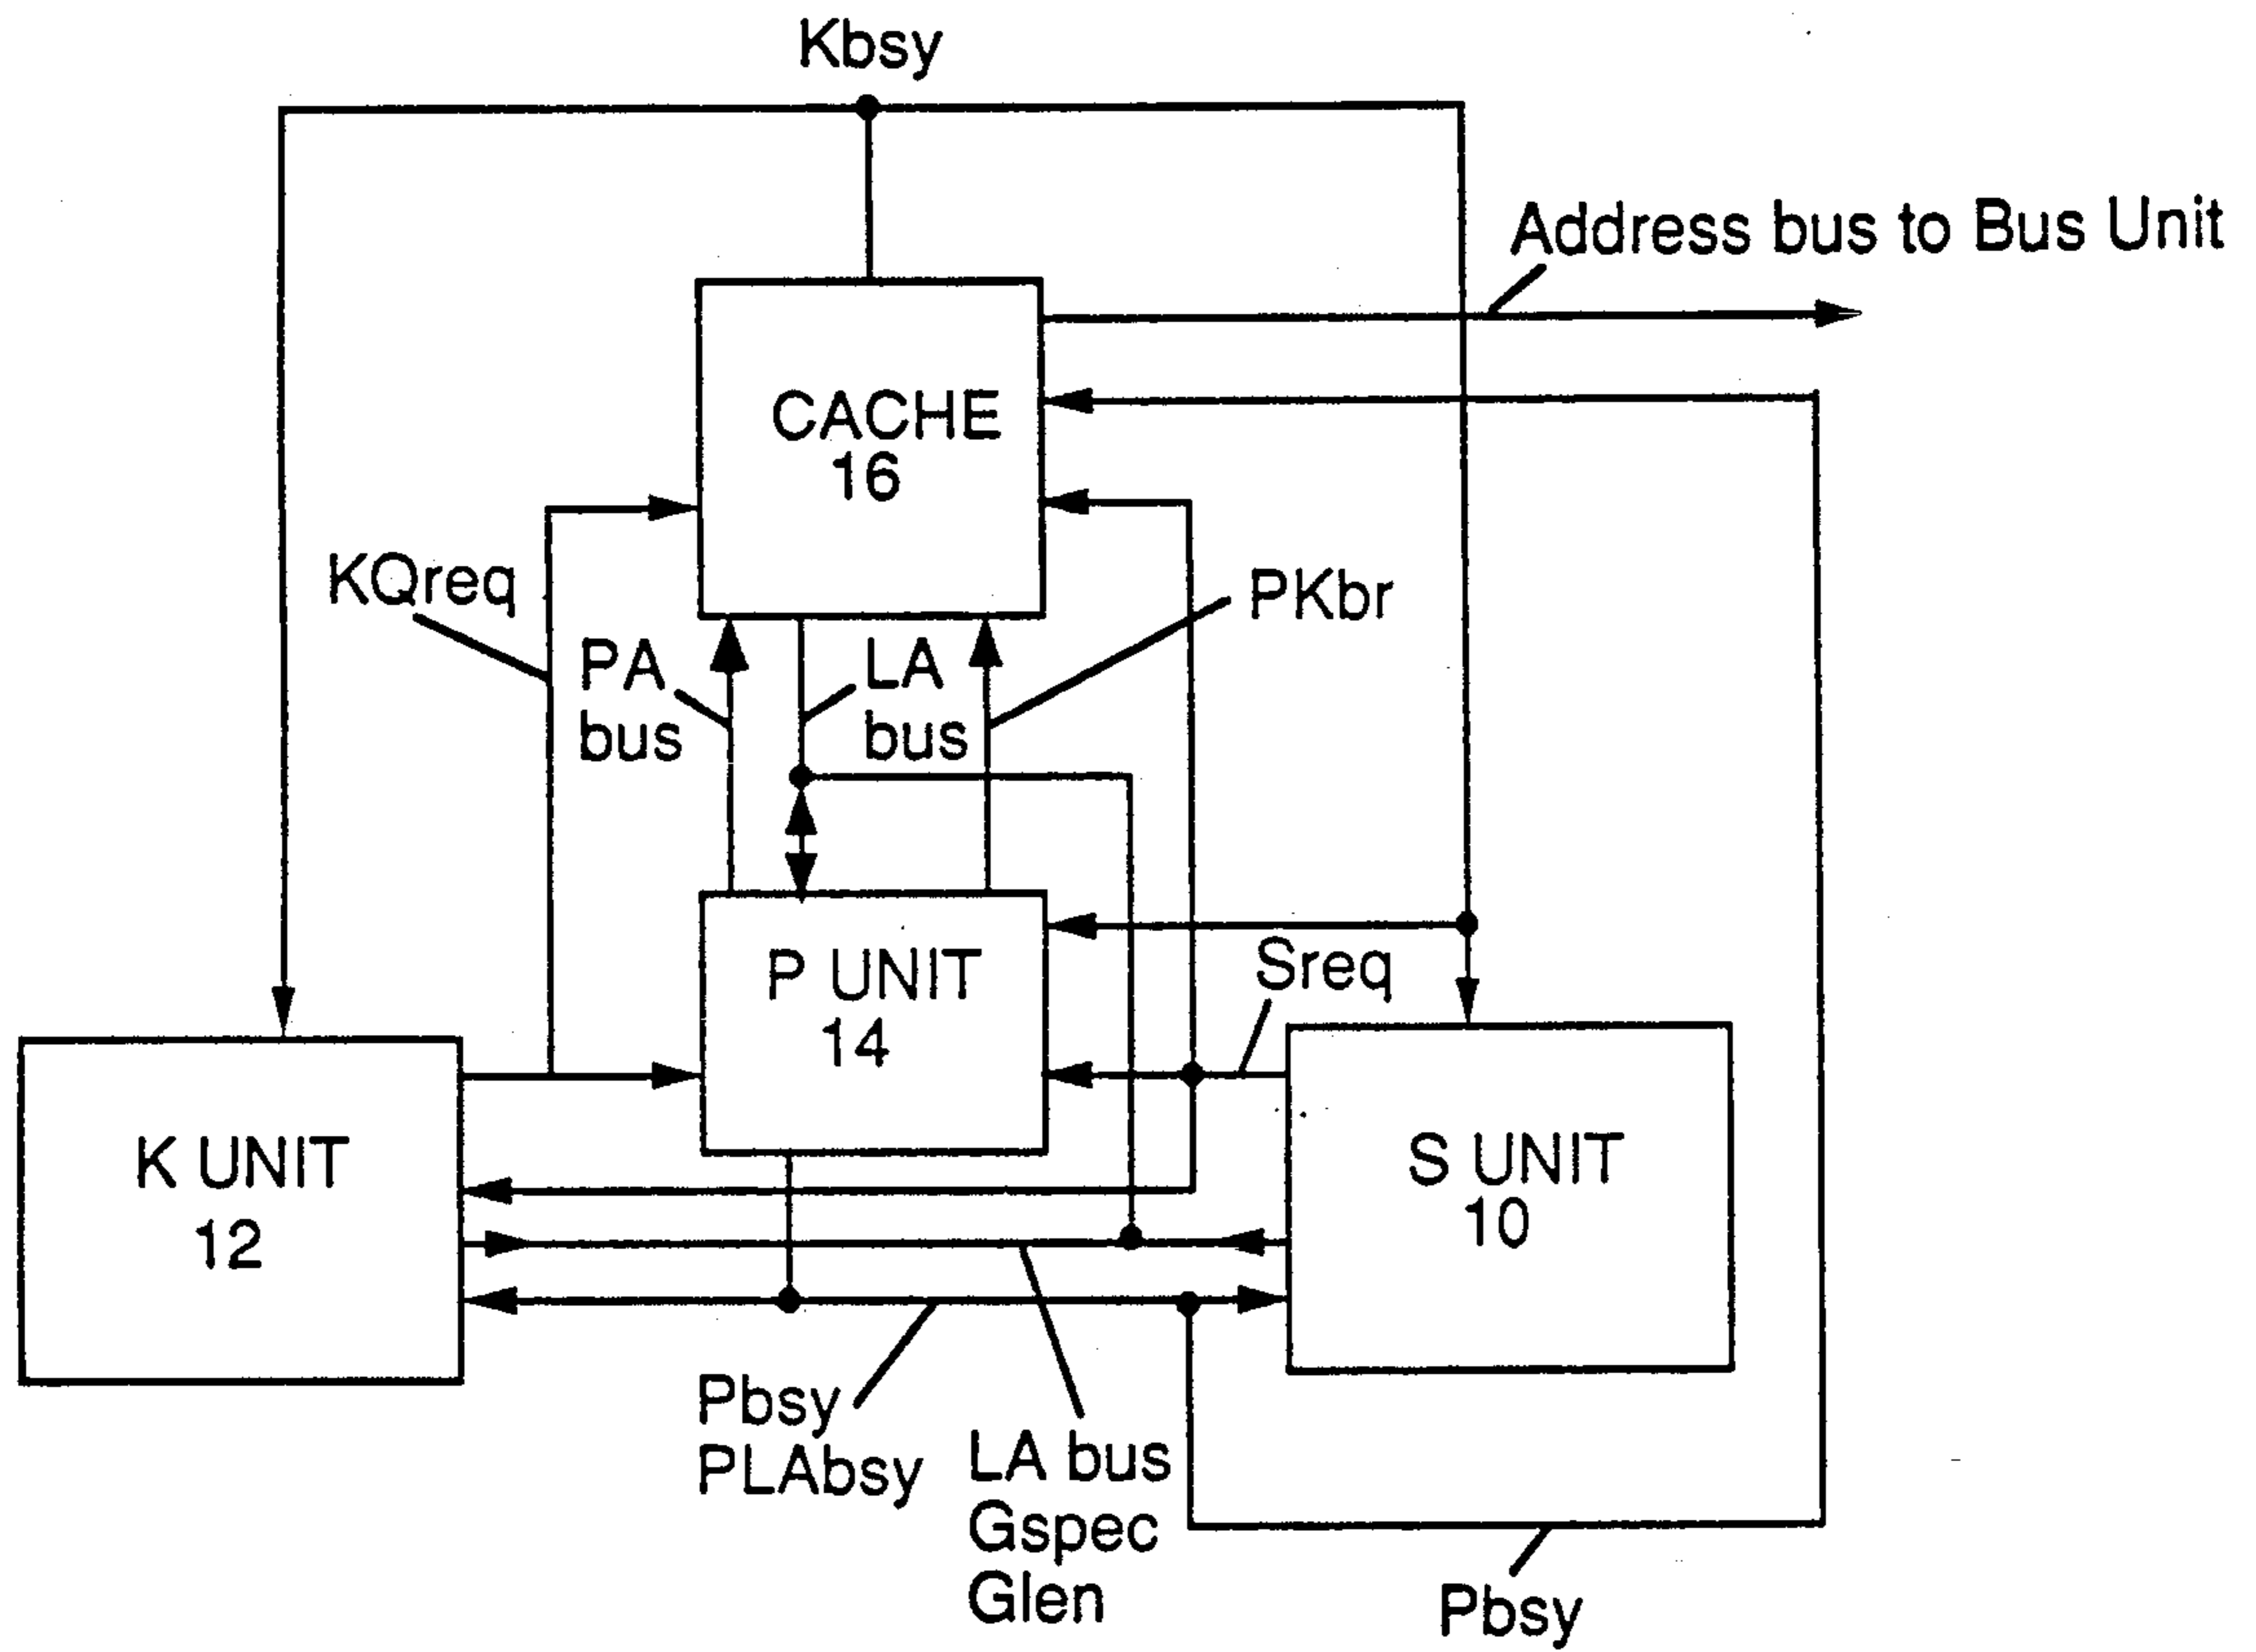 Kbsy
Address bus to Bus Unit
CACHE
16
KQreq
PKbr
PA
bus
LA
bus
P UNIT
14
Sreq
K UNIT
12
S UNIT
10
Pbsy
PLAbsy
LA bus
Gspec
Glen
Pbsy